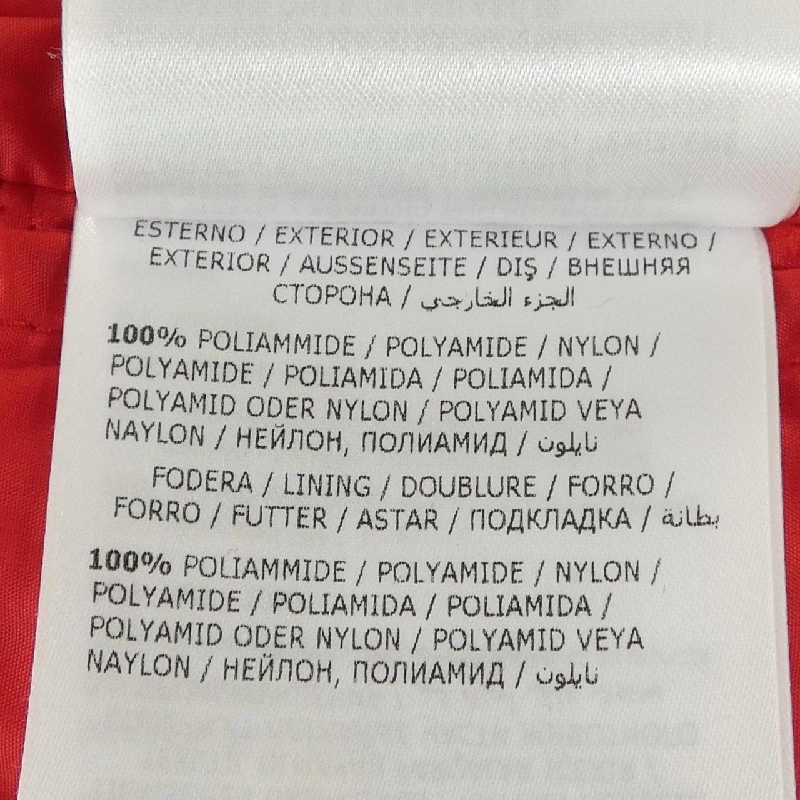 ESTERNO / EXTERIOR / EXTERIEUR / EXTERNO /
EXTERIOR / AUSSENSEITE / DIŞ / ВНЕШНЯЯ
СТОРОНА / الجزء الخارجي
100% POLIAMMIDE / POLYAMIDE / NYLON /
POLYAMIDE / POLIAMIDA / POLIAMIDA /
POLYAMID ODER NYLON / POLYAMID VEYA
NAYLON / НЕЙЛОН, ПОЛИАМИД / نايلون
FODERA / LINING / DOUBLURE / FORRO /
FORRO / FUTTER / ASTAR / ПОДКЛАДКА / بطانة
100% POLIAMMIDE / POLYAMIDE / NYLON /
POLYAMIDE / POLIAMIDA / POLIAMIDA /
POLYAMID ODER NYLON / POLYAMID VEYA
NAYLON / НЕЙЛОН, ПОЛИАМИД / نايلون